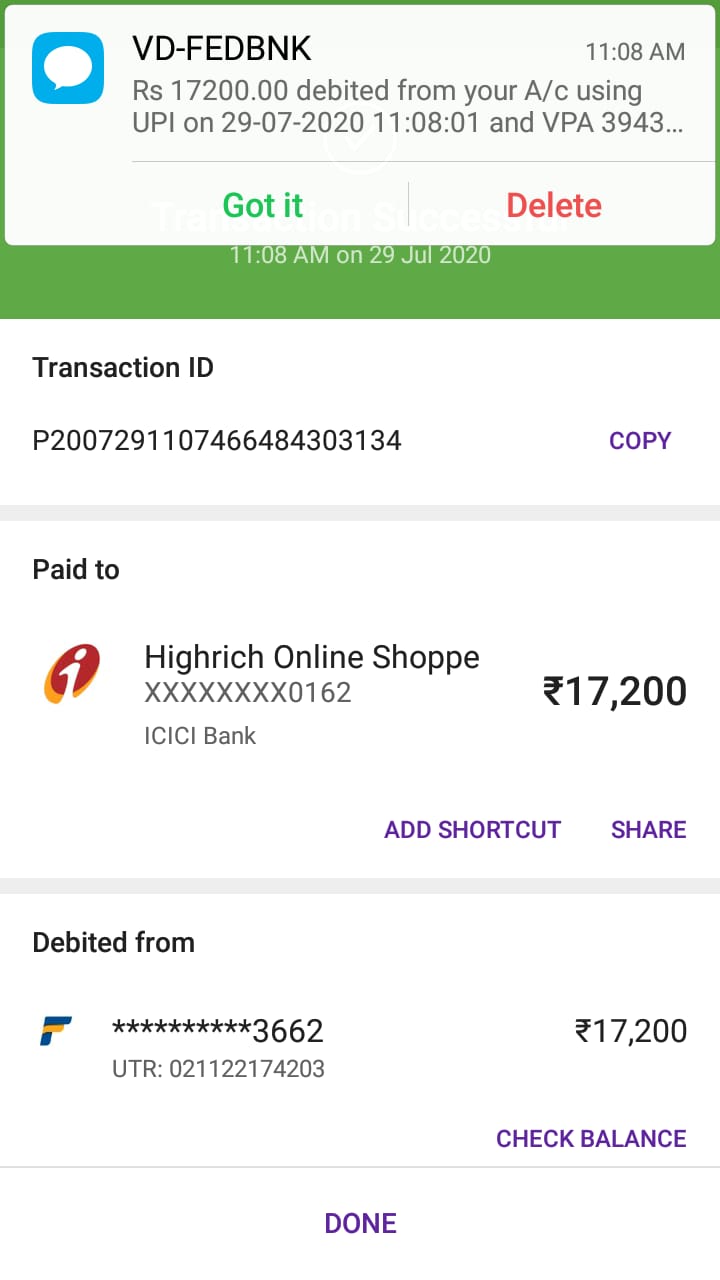 VD-FEDBNK
11:08 AM
Rs 17200.00 debited from your A/c using
UPI on 29-07-2020 11:08:01 and VPA 3943...
Got it
Delete
Transaction Successful
11:08 AM on 29 Jul 2020
Transaction ID
P2007291107466484303134
COPY
Paid to
Highrich Online Shoppe
XXXXXXXX0162
₹17,200
ICICI Bank
ADD SHORTCUT
SHARE
Debited from
**********3662
₹17,200
UTR: 021122174203
CHECK BALANCE
DONE